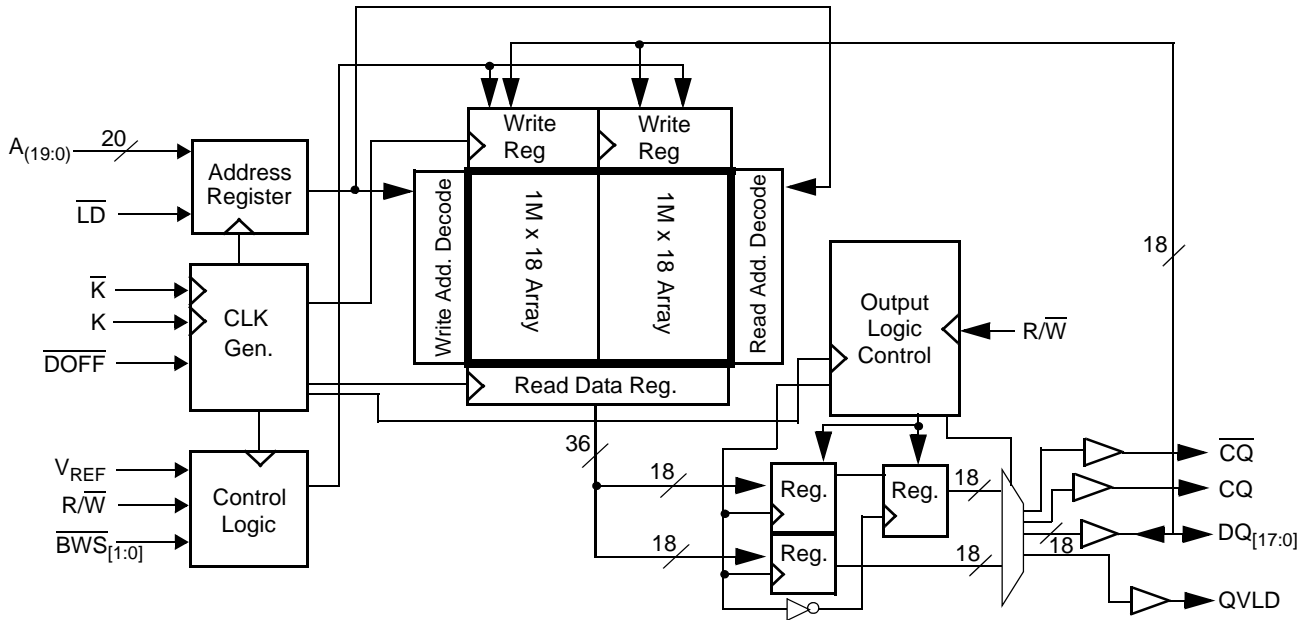 A(19:0)
20
LD
Address
Register
K
K
DOFF
CLK
Gen.
VREF
R/W
BWS[1:0]
Control
Logic
Write
Reg
Write
Reg
Write Add. Decode
1M x 18 Array
1M x 18 Array
Read Add. Decode
Read Data Reg.
Output
Logic
Control
R/W
18
36
18
18
Reg.
Reg.
Reg.
18
18
18
CQ
CQ
DQ[17:0]
QVLD